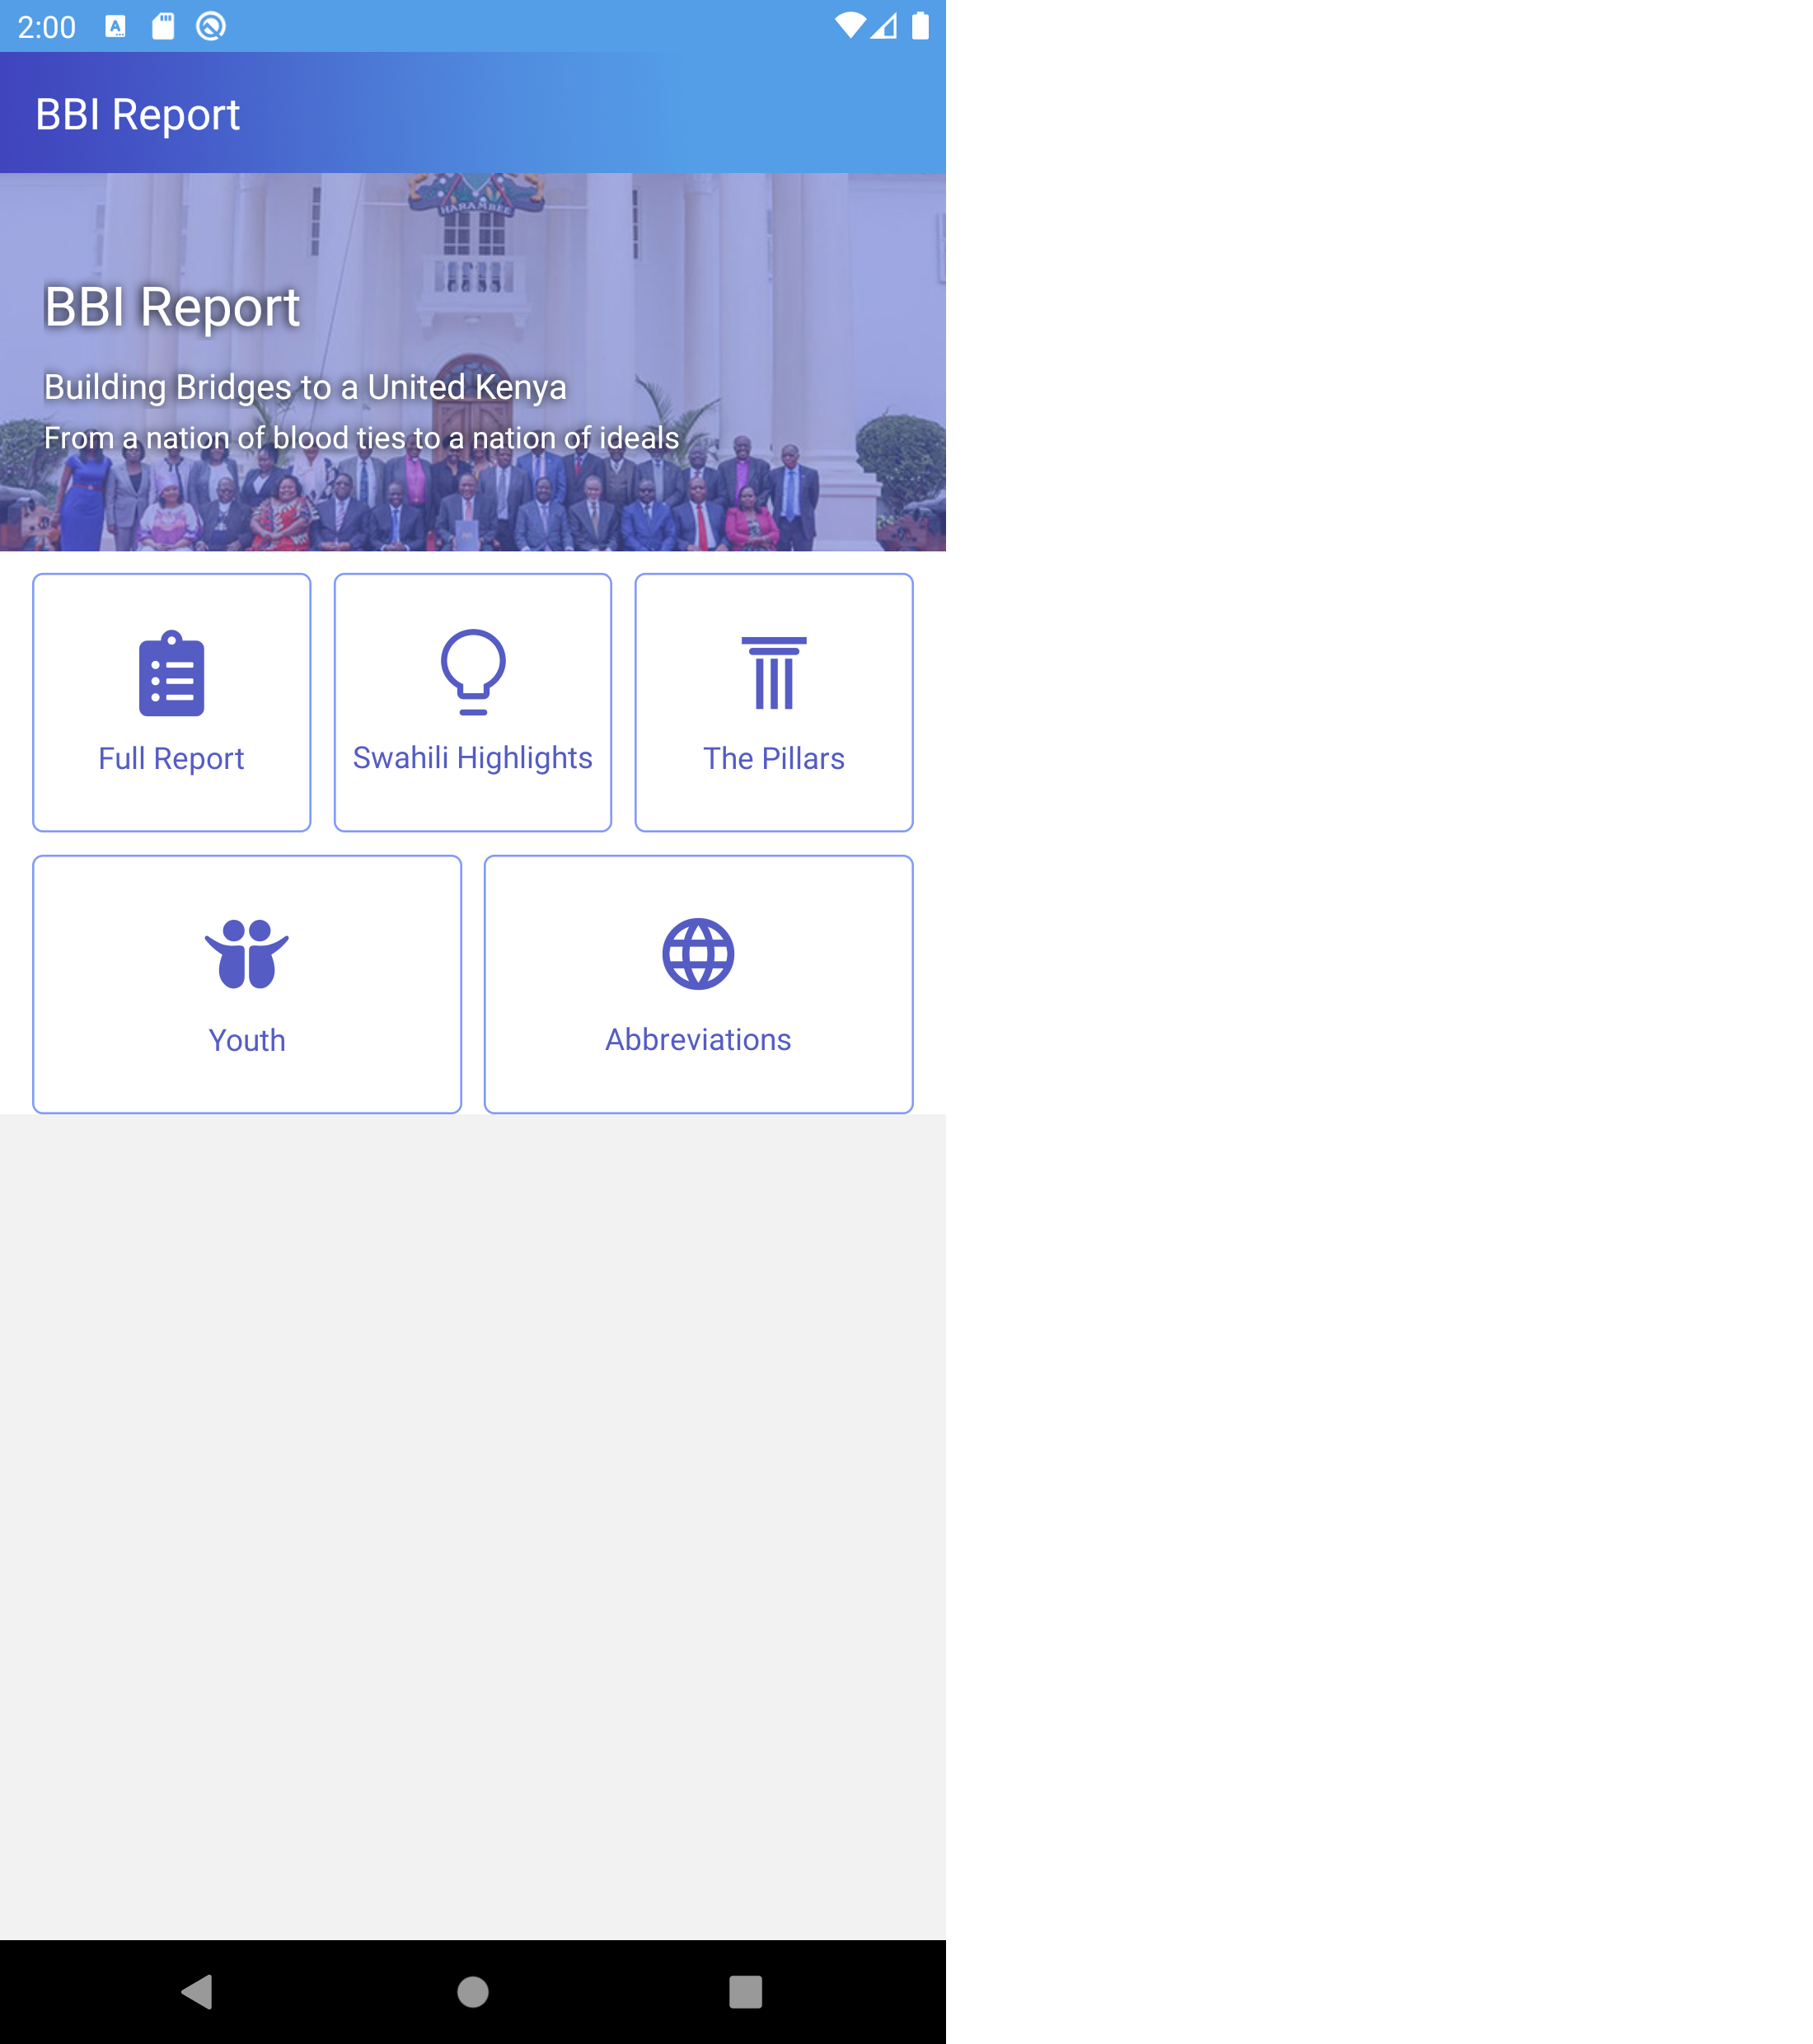 2:00
BBI Report
HARAMBEE
BBI Report
Building Bridges to a United Kenya
From a nation of blood ties to a nation of ideals
Full Report
Swahili Highlights
The Pillars
Youth
Abbreviations